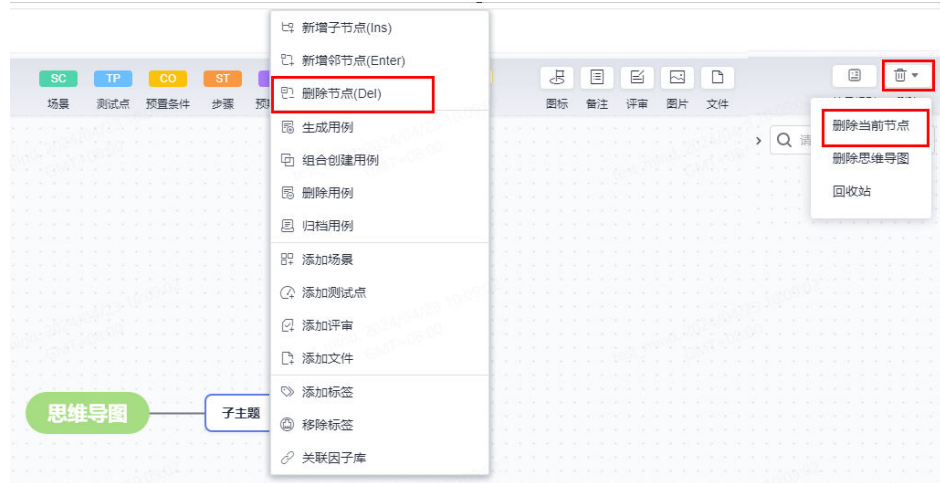 新增子节点(Ins)
新增邻节点(Enter)
删除节点(Del)
生成用例
组合创建用例
删除用例
归档用例
添加场景
添加测试点
添加评审
添加文件
添加标签
移除标签
关联因子库
SC TP CO ST
场景 测试点 预置条件 步骤 预
图标 备注 评审 图片 文件
删除当前节点
删除思维导图
回收站
请
思维导图
子主题